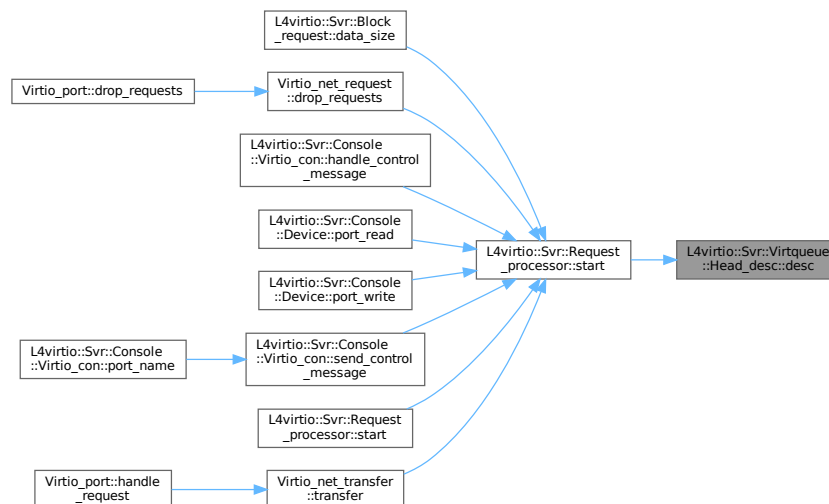 L4virtio::Svr::Block
_request::data_size
Virtio_port::drop_requests
Virtio_net_request
::drop_requests
L4virtio::Svr::Console
::Virtio_con::handle_control
_message
L4virtio::Svr::Console
::Device::port_read
L4virtio::Svr::Request
_processor::start
L4virtio::Svr::Virtqueue
::Head_desc::desc
L4virtio::Svr::Console
::Device::port_write
L4virtio::Svr::Console
::Virtio_con::port_name
L4virtio::Svr::Console
::Virtio_con::send_control
_message
L4virtio::Svr::Request
_processor::start
Virtio_port::handle
_request
Virtio_net_transfer
::transfer